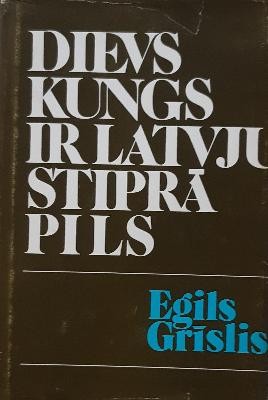 DIEVS
KUNGS
IR LATVJU
STIPRĀ
PILS
Egils
Grīslis